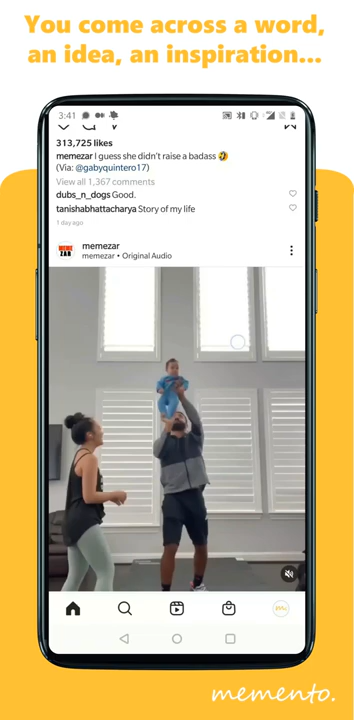 You come across a word,
an idea, an inspiration...
3:41
313,725 likes
memezar I guess she didn't raise a badass 🤣
(Via: @gabyquintero17)
View all 1,367 comments
dubs_n_dogs Good.
tanishabhattacharya Story of my life
1 day ago
MEME
ZAR
memezar
memezar • Original Audio
memento.